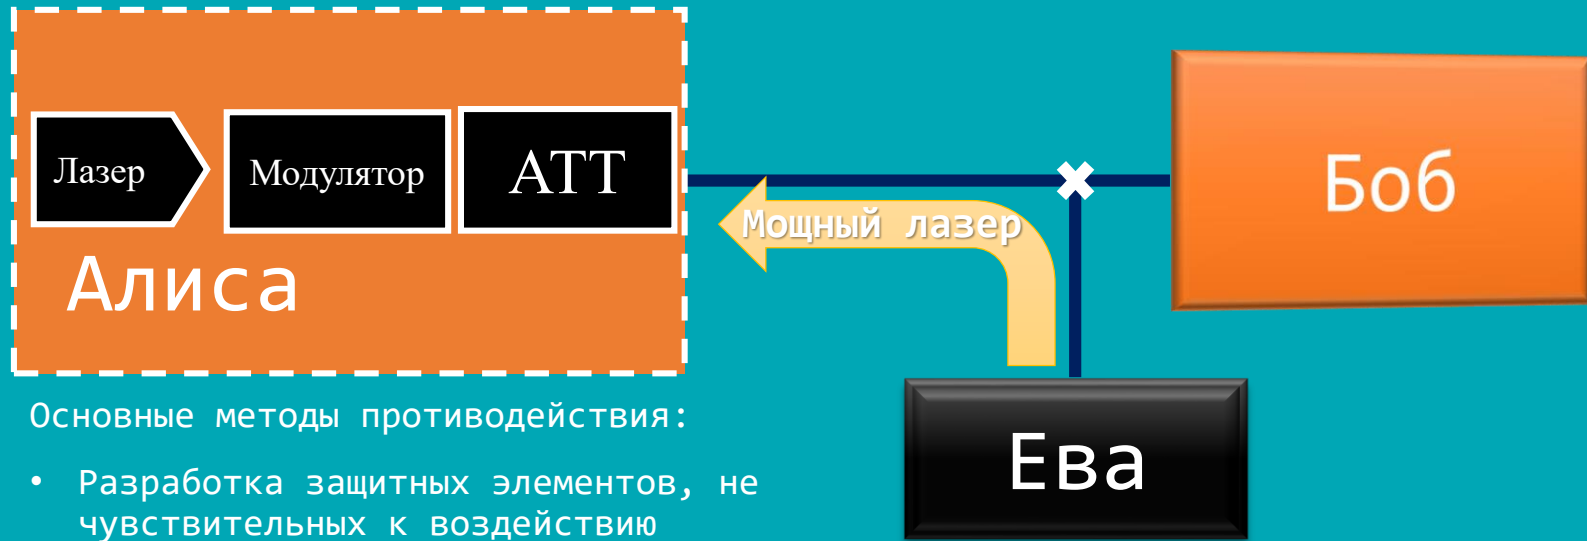 Лазер
Модулятор
АТТ
Алиса
Мощный лазер
Боб
Ева
Основные методы противодействия:
• Разработка защитных элементов, не
чувствительных к воздействию